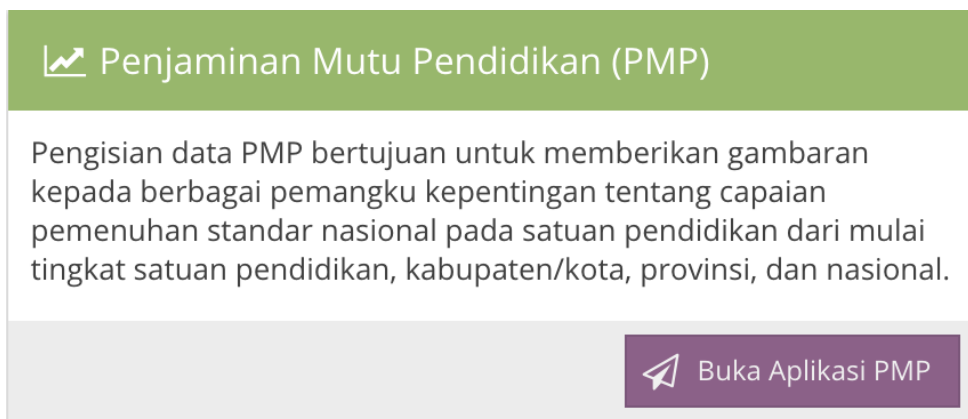 Penjaminan Mutu Pendidikan (PMP)
Pengisian data PMP bertujuan untuk memberikan gambaran
kepada berbagai pemangku kepentingan tentang capaian
pemenuhan standar nasional pada satuan pendidikan dari mulai
tingkat satuan pendidikan, kabupaten/kota, provinsi, dan nasional.
Buka Aplikasi PMP